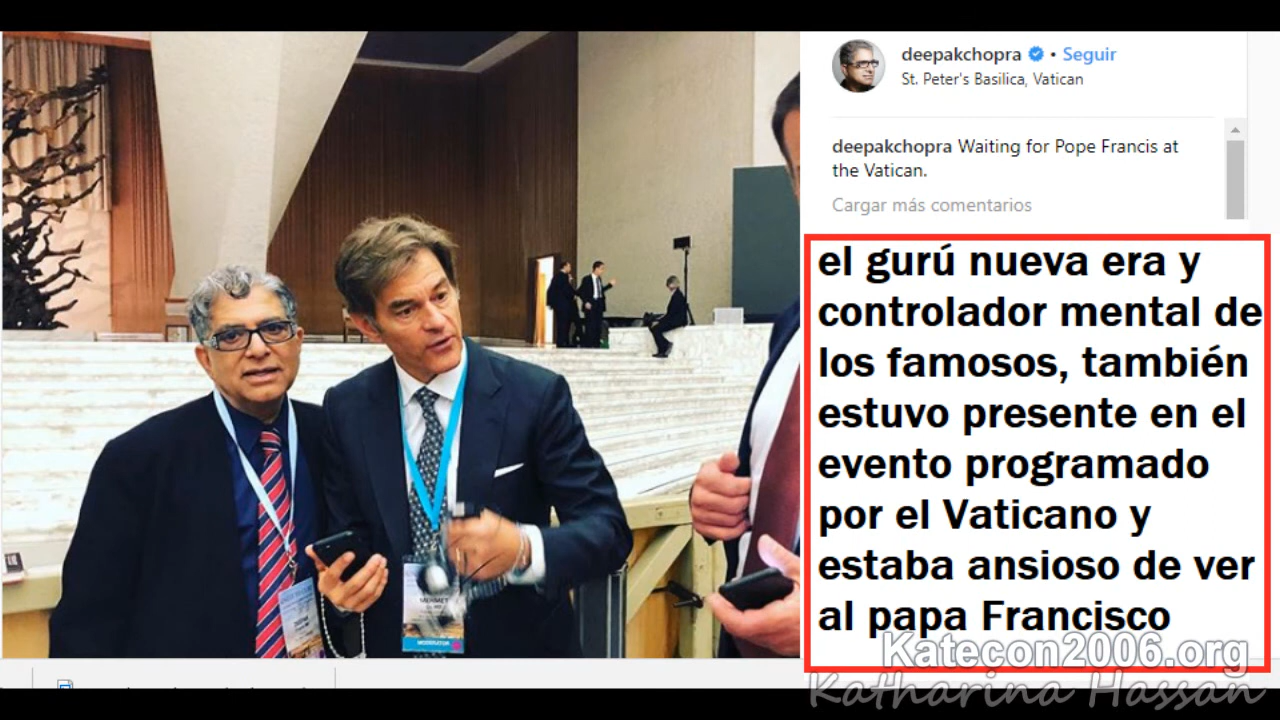 deepakchopra • Seguir
St. Peter's Basilica, Vatican
deepakchopra Waiting for Pope Francis at
the Vatican.
Cargar más comentarios
el gurú nueva era y
controlador mental de
los famosos, también
estuvo presente en el
evento programado
por el Vaticano y
estaba ansioso de ver
al papa Francisco
Katecon2006.org
Katharina Hassan
MEHMET
MODERATOR